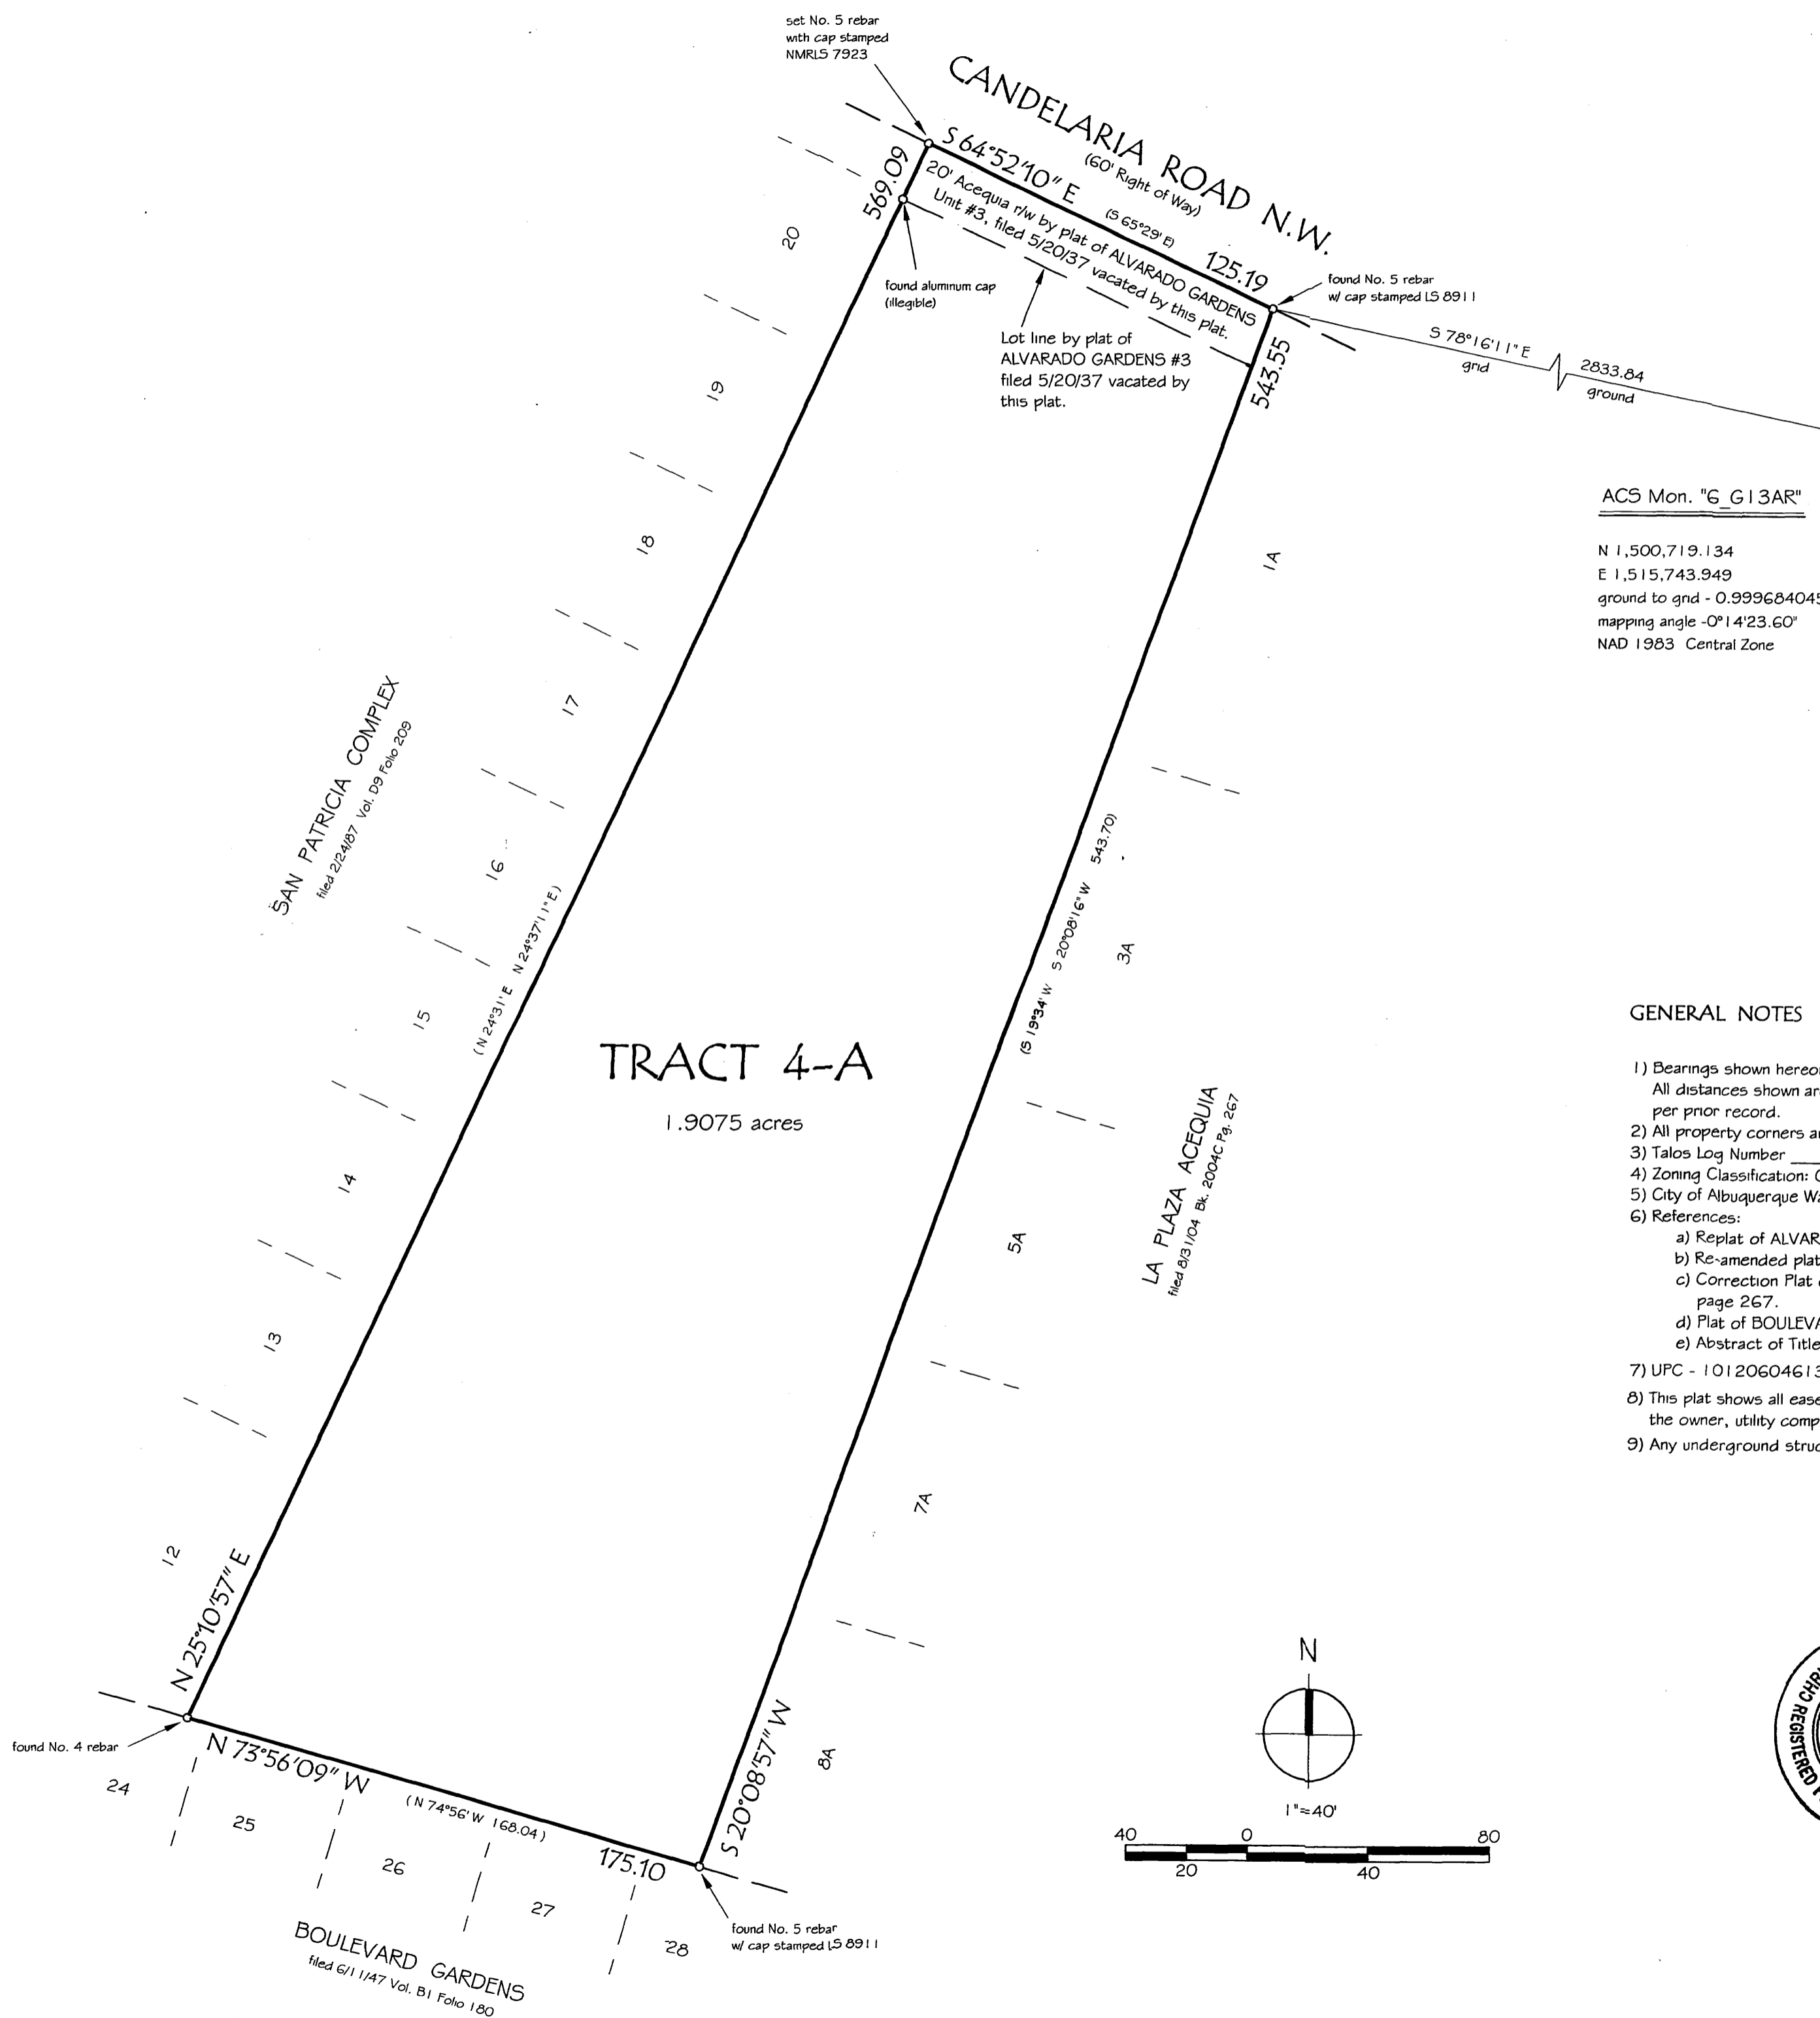 set No. 5 rebar
with cap stamped
NMRLS 7923
CANDELARIA ROAD N.W.
(60' Right of Way)
S 64°52'10" E
(S 65°29' E)
125.19
569.09
20' Acequia r/w by plat of ALVARADO GARDENS
Unit #3, filed 5/20/37 vacated by this plat.
found aluminum cap
(illegible)
found No. 5 rebar
w/ cap stamped LS 8911
Lot line by plat of
ALVARADO GARDENS #3
filed 5/20/37 vacated by
this plat.
543.55
S 78°16'11" E
grid
2833.84
ground
ACS Mon. "6_G13AR"
N 1,500,719.134
E 1,515,743.949
ground to grid - 0.999684045
mapping angle -0°14'23.60"
NAD 1983 Central Zone
20
19
18
17
16
15
14
13
12
1A
3A
5A
7A
8A
SAN PATRICIA COMPLEX
filed 2/24/87 Vol. D9 Folio 209
(N 24°31' E N 24°37'11" E)
(S 19°34' W S 20°08'16" W 543.70)
TRACT 4-A
1.9075 acres
LA PLAZA ACEQUIA
filed 8/31/04 Bk. 2004C Pg. 267
GENERAL NOTES
1) Bearings shown hereo
All distances shown ar
per prior record.
2) All property corners a
3) Talos Log Number
4) Zoning Classification:
5) City of Albuquerque Wa
6) References:
a) Replat of ALVAR
b) Re-amended plat
c) Correction Plat
page 267.
d) Plat of BOULEVA
e) Abstract of Title
7) UPC - 10120604613
8) This plat shows all ease
the owner, utility comp
9) Any underground struc
N 25°10'57" E
found No. 4 rebar
N 73°56'09" W
(N 74°56' W 168.04)
175.10
S 20°08'57" W
24
25
26
27
28
found No. 5 rebar
w/ cap stamped LS 8911
BOULEVARD GARDENS
filed 6/11/47 Vol. B1 Folio 180
N
1"=40'
40 0 80
20 40
CHR
REGISTERED